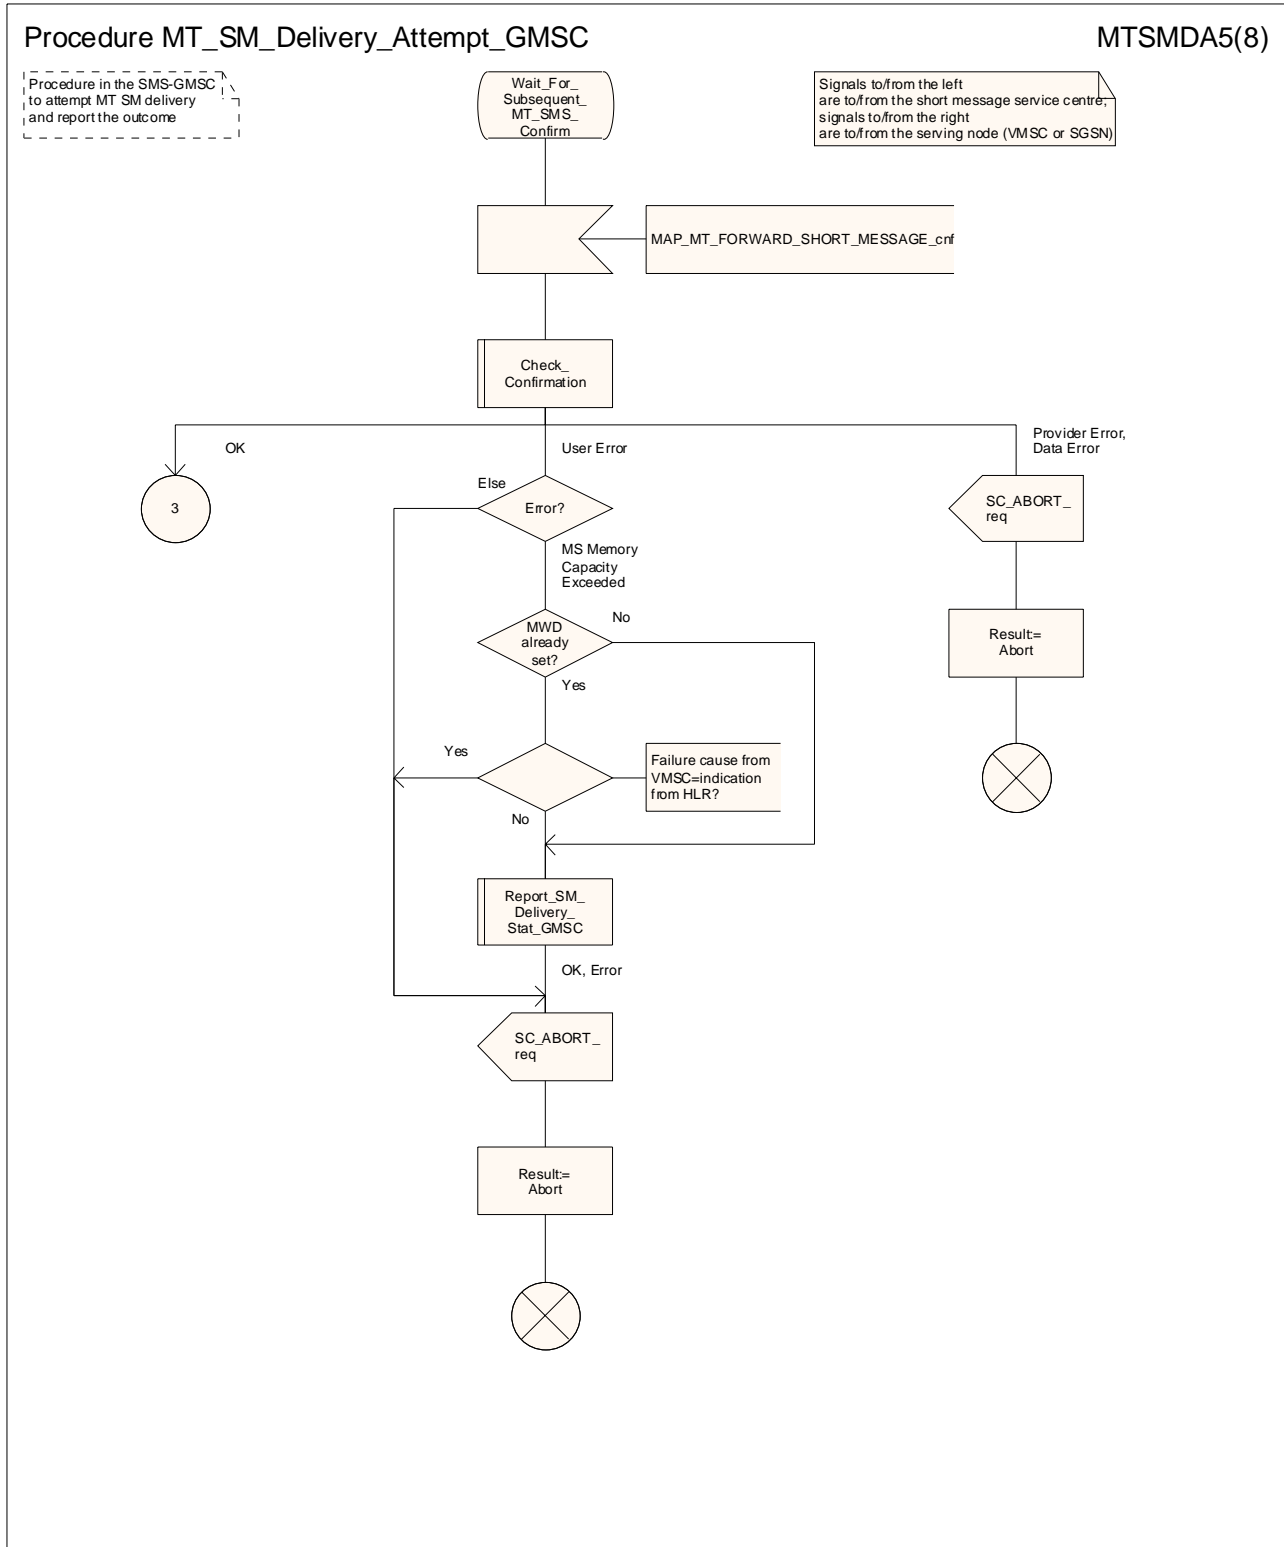 Procedure MT_SM_Delivery_Attempt_GMSC
MTSMDA5(8)
Procedure in the SMS-GMSC
to attempt MT SM delivery
and report the outcome
Wait_For_
Subsequent_
MT_SMS_
Confirm
Signals to/from the left
are to/from the short message service centre;
signals to/from the right
are to/from the serving node (VMSC or SGSN)
MAP_MT_FORWARD_SHORT_MESSAGE_cnf
Check_
Confirmation
OK
User Error
Provider Error,
Data Error
3
Else
Error?
SC_ABORT_
req
MS Memory
Capacity
Exceeded
MWD
already
set?
No
Yes
Result:=
Abort
Yes
Failure cause from
VMSC=indication
from HLR?
No
Report_SM_
Delivery_
Stat_GMSC
OK, Error
SC_ABORT_
req
Result:=
Abort